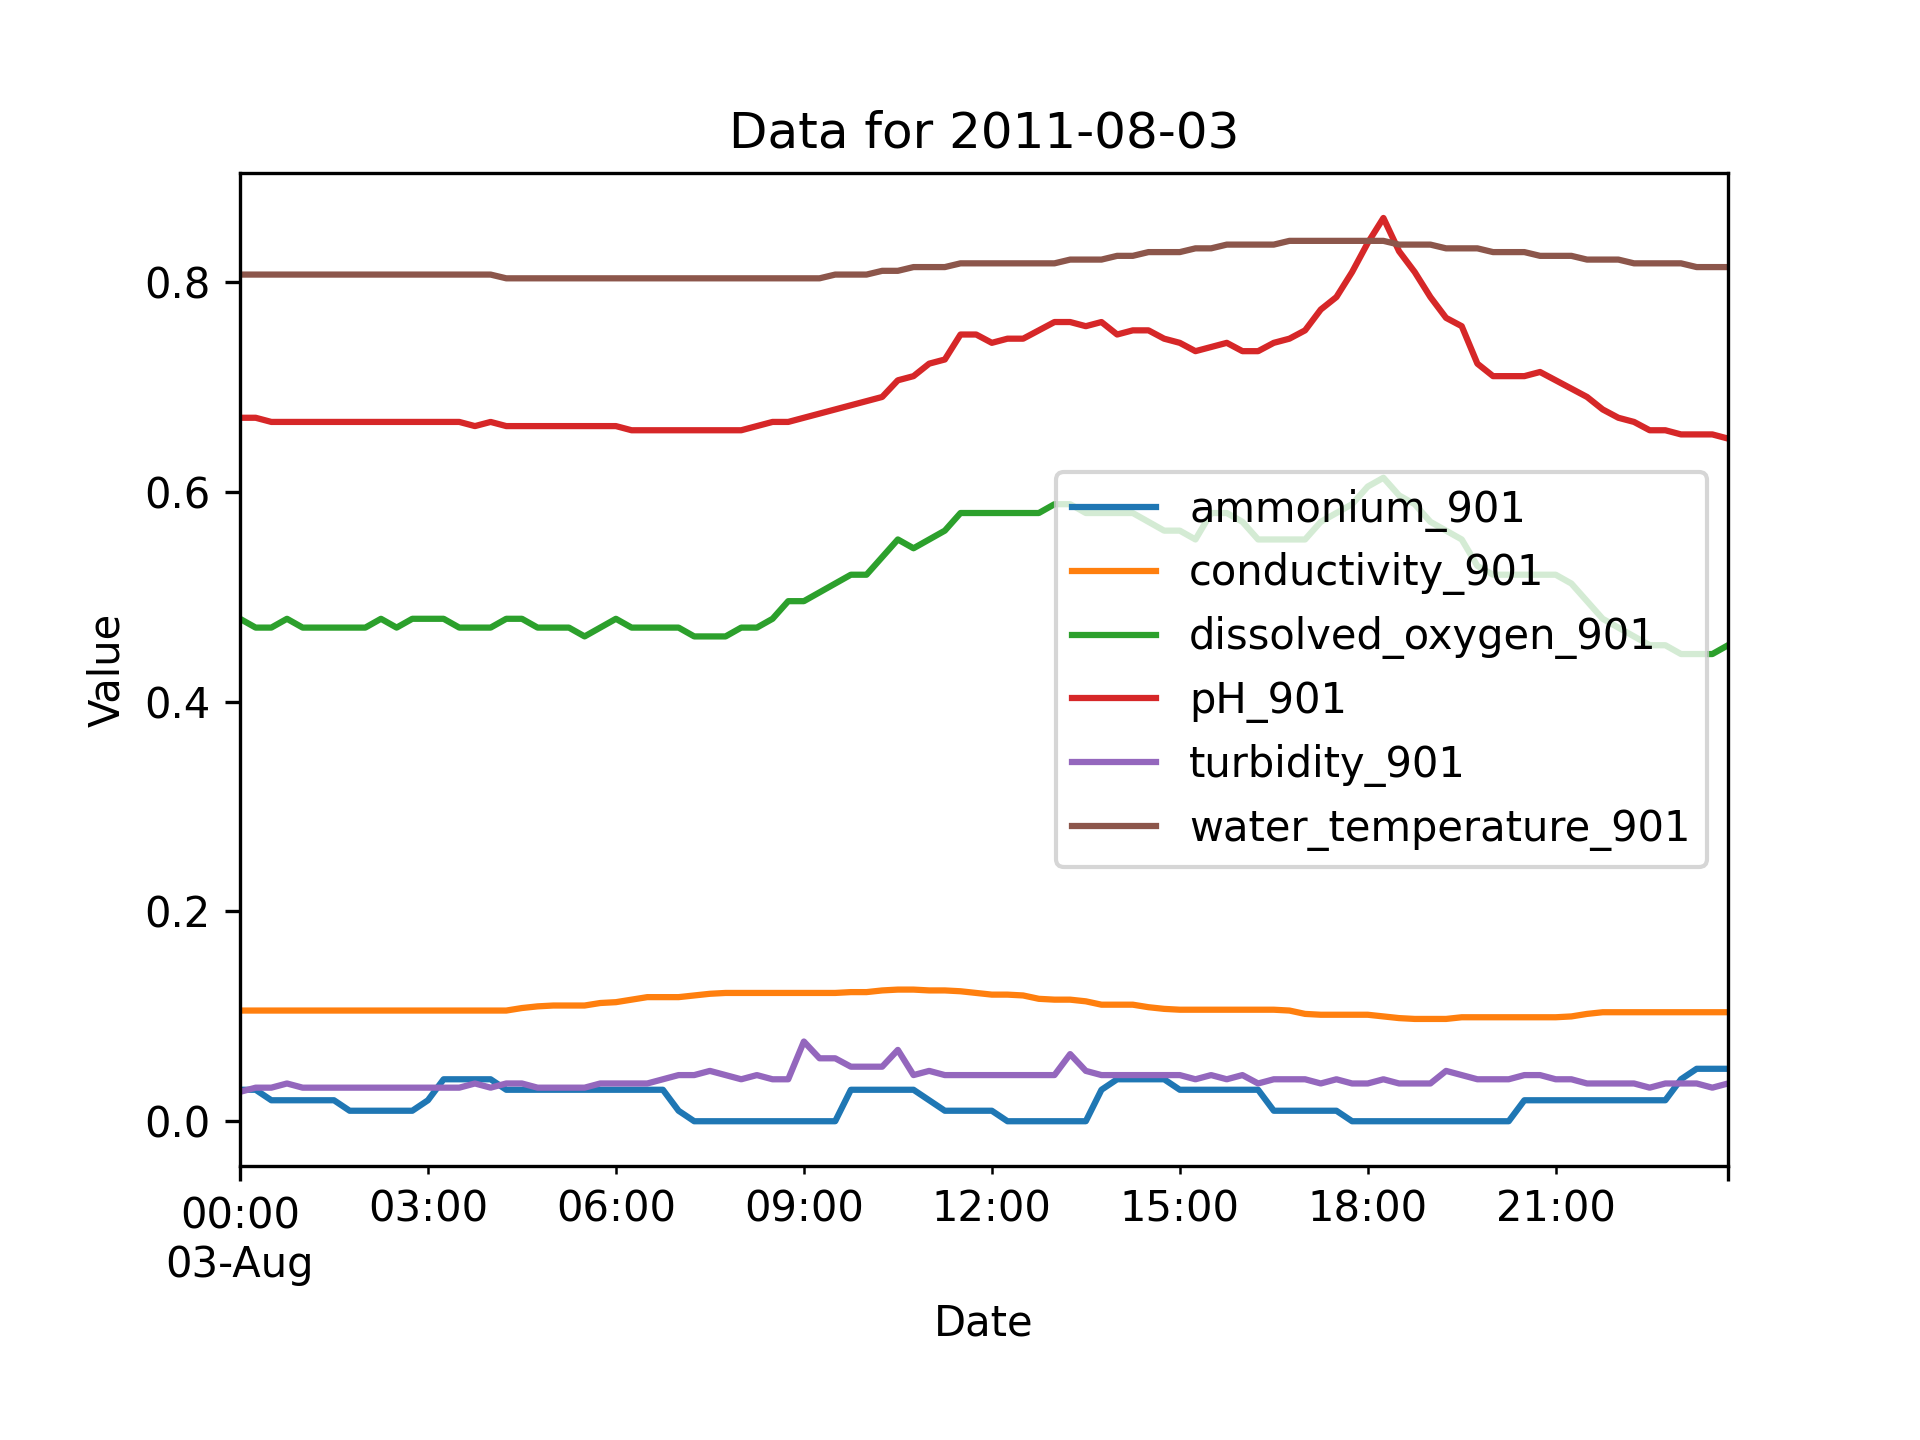 Data for 2011-08-03
Value
0.8
0.6
0.4
0.2
0.0
ammonium_901
conductivity_901
dissolved_oxygen_901
pH_901
turbidity_901
water_temperature_901
00:00 03:00 06:00 09:00 12:00 15:00 18:00 21:00
03-Aug
Date